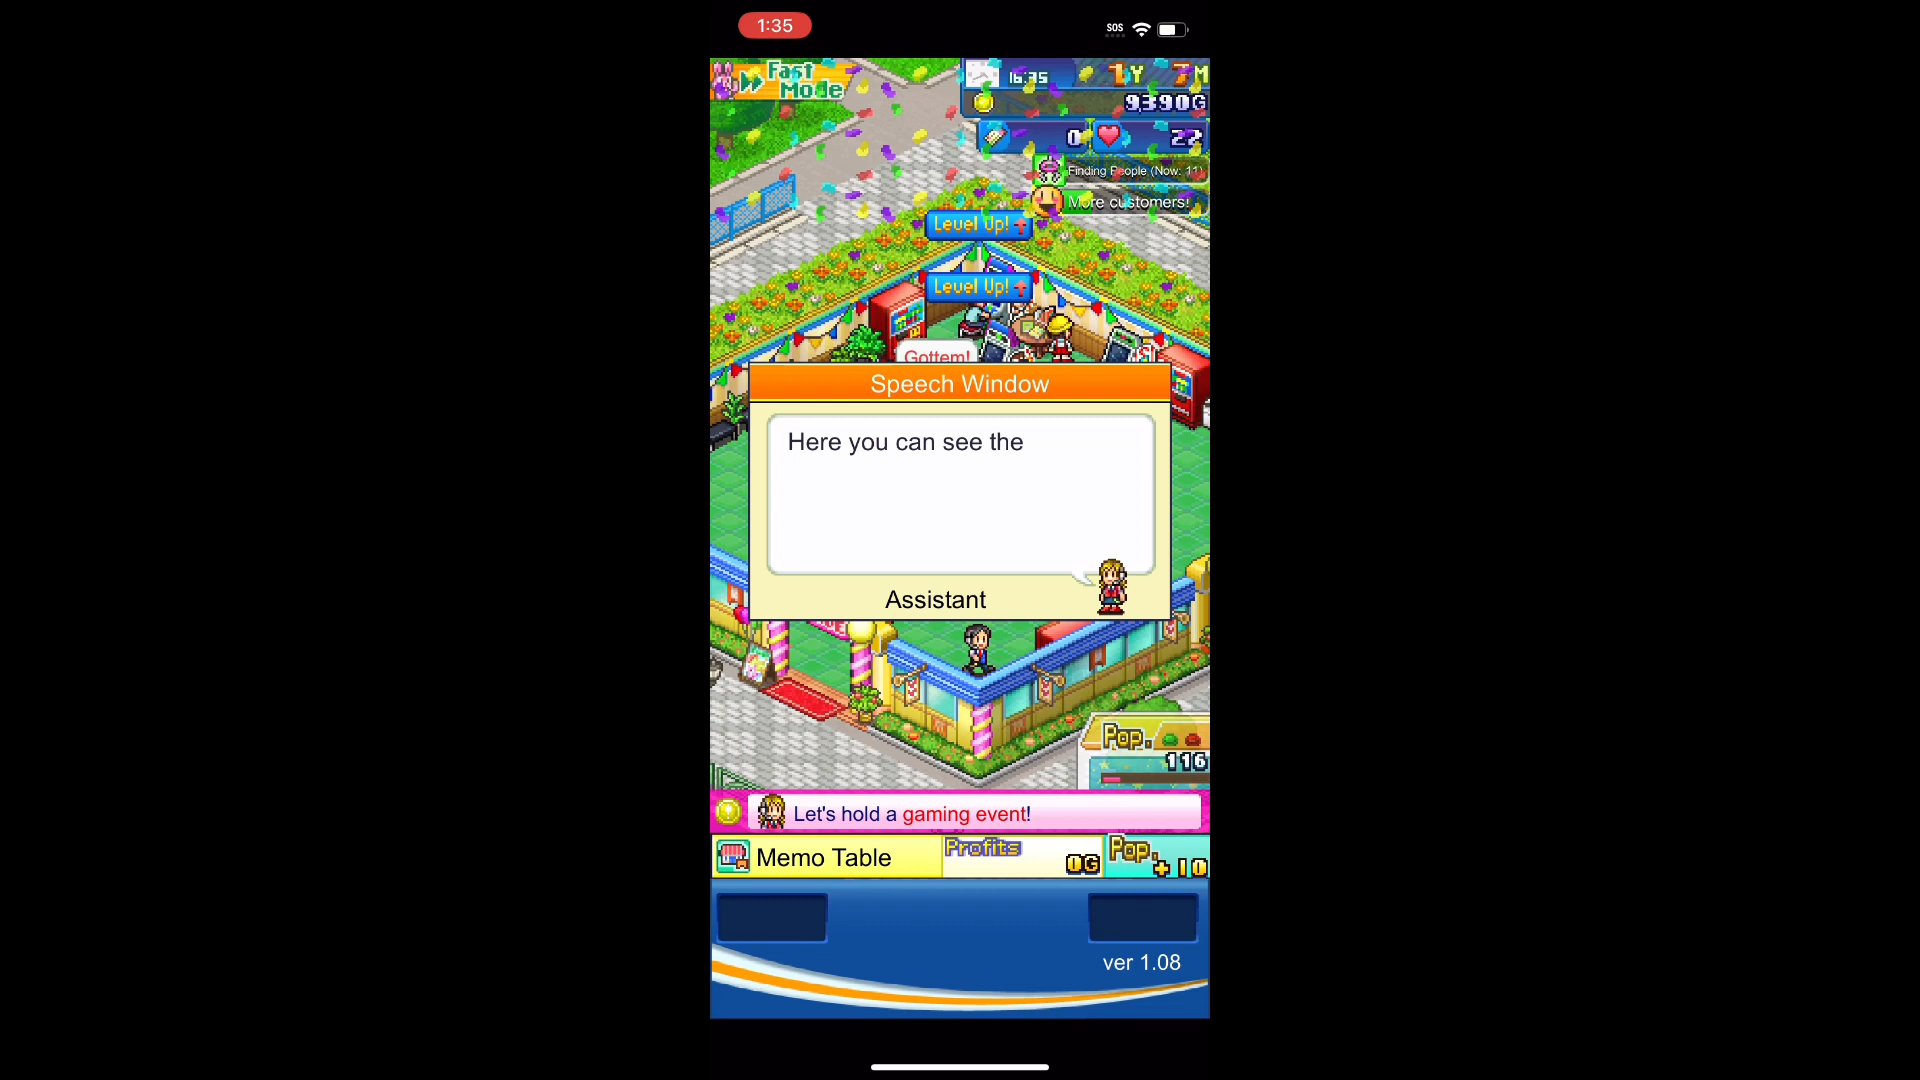 1:35
SOS
Fast
Mode
16:35
1Y 7M
9390G
0
22
Finding People (Now: 11)
More customers!
Level Up!
Level Up!
Gottem!
Speech Window
Here you can see the
Assistant
Pop.
116
Let's hold a gaming event!
Memo Table
Profits
0G
Pop.
+10
ver 1.08